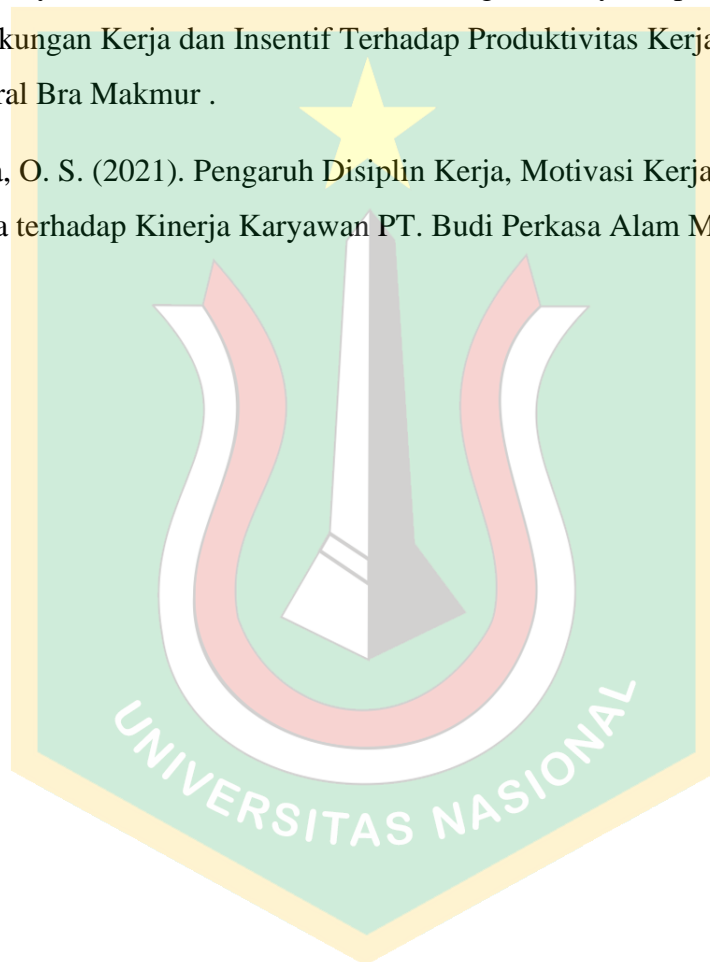 kungan Kerja dan Insentif Terhadap Produktivitas Kerja
ral Bra Makmur .
a, O. S. (2021). Pengaruh Disiplin Kerja, Motivasi Kerja
a terhadap Kinerja Karyawan PT. Budi Perkasa Alam M
UNIVERSITAS NASIONAL